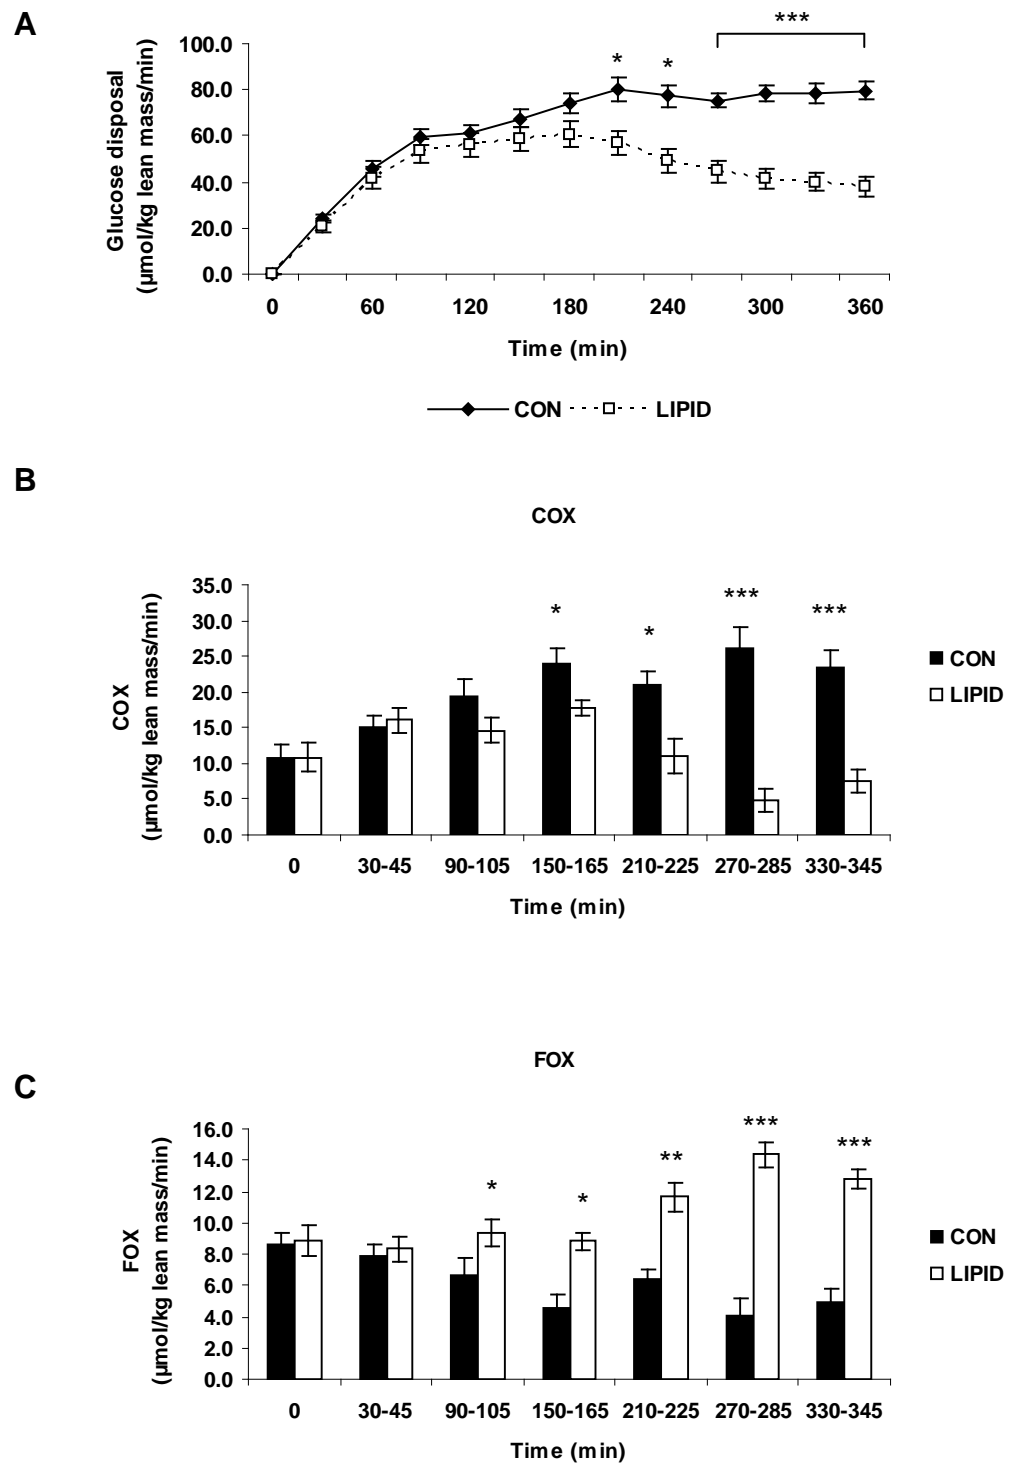 A
***
100.0
80.0
60.0
40.0
20.0
0.0
Glucose disposal
(µmol/kg lean mass/min)
* *
0 60 120 180 240 300 360
Time (min)
CON LIPID
B
COX
35.0
30.0
25.0
20.0
15.0
10.0
5.0
0.0
COX
(µmol/kg lean mass/min)
* * *** ***
CON
LIPID
0 30-45 90-105 150-165 210-225 270-285 330-345
Time (min)
FOX
C
16.0
14.0
12.0
10.0
8.0
6.0
4.0
2.0
0.0
FOX
(µmol/kg lean mass/min)
* * ** *** ***
CON
LIPID
0 30-45 90-105 150-165 210-225 270-285 330-345
Time (min)